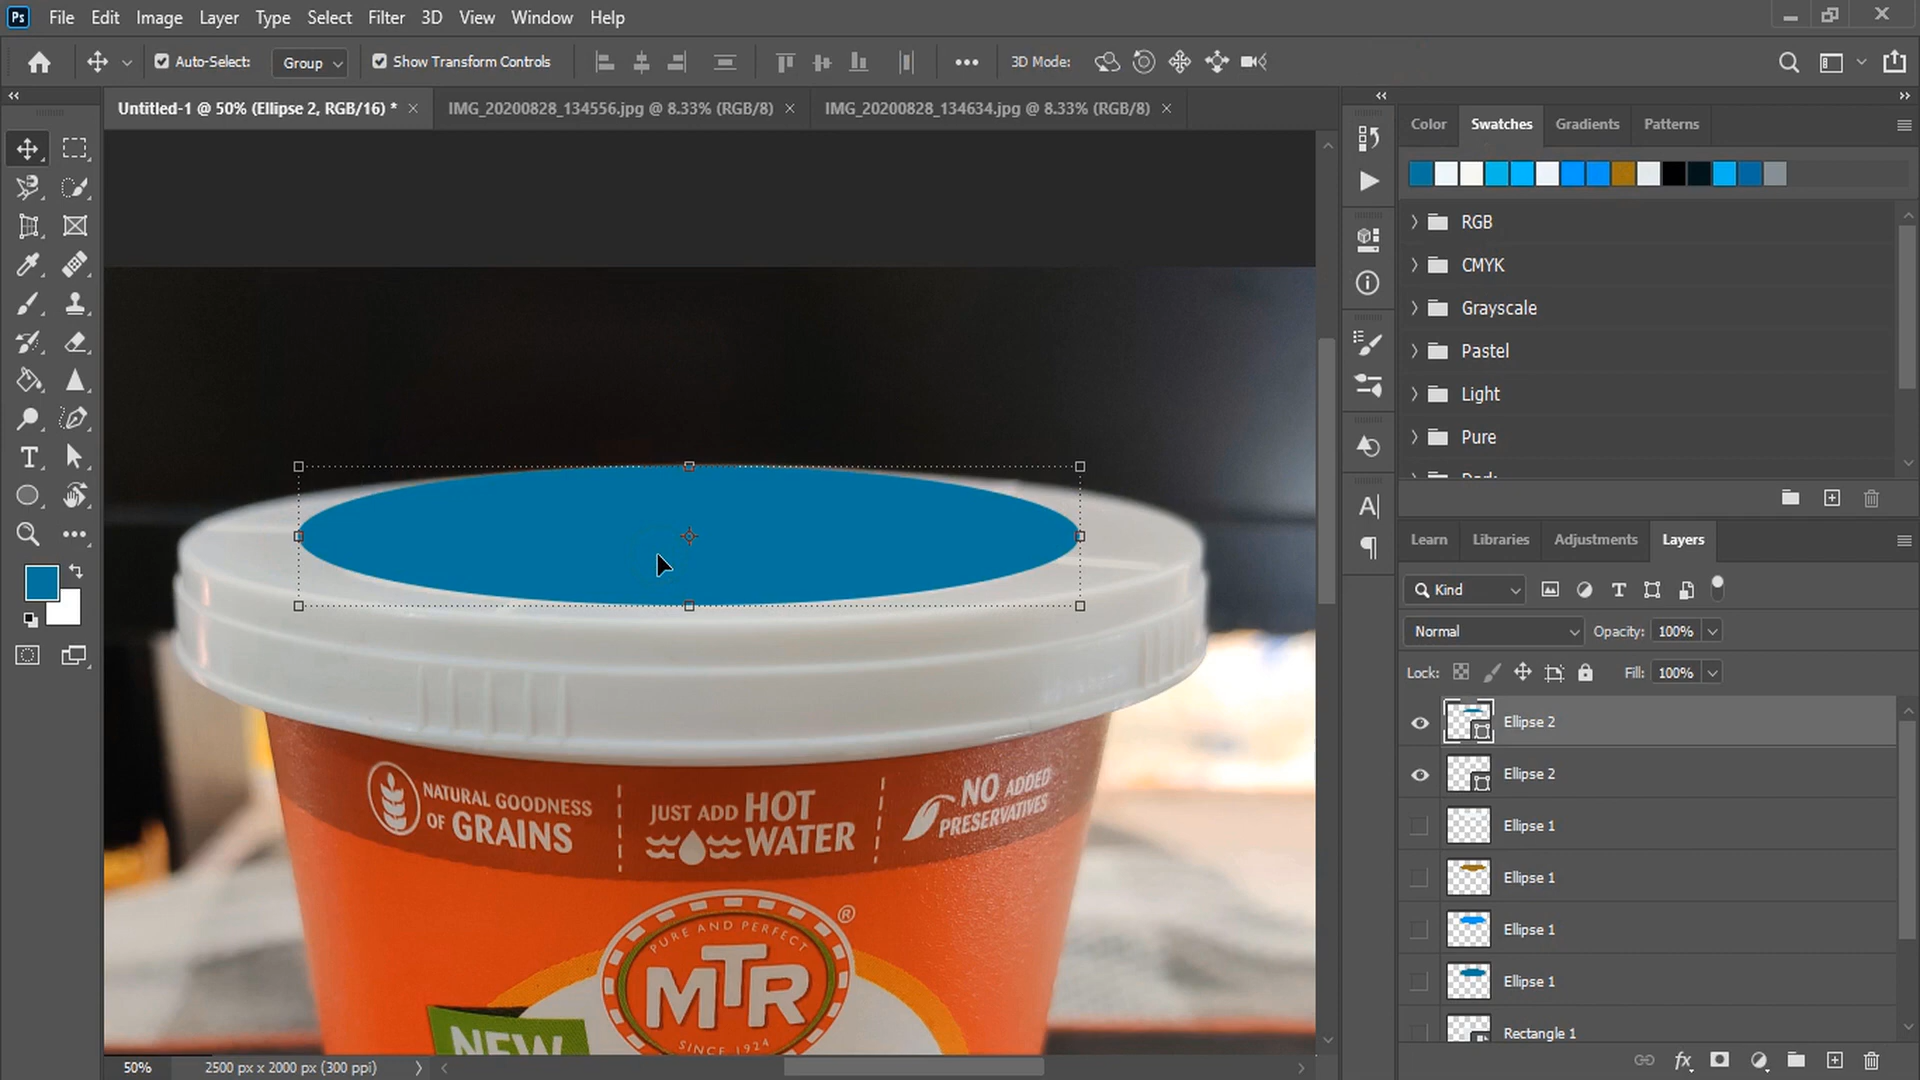 Ps File Edit Image Layer Type Select Filter 3D View Window Help
Auto-Select: Group Show Transform Controls 3D Mode:
Untitled-1 @ 50% (Ellipse 2, RGB/16) * × IMG_20200828_134556.jpg @ 8.33% (RGB/8) × IMG_20200828_134634.jpg @ 8.33% (RGB/8) ×
Color Swatches Gradients Patterns
RGB
CMYK
Grayscale
Pastel
Light
Pure
Learn Libraries Adjustments Layers
Kind
Normal Opacity: 100%
Lock: Fill: 100%
Ellipse 2
Ellipse 2
Ellipse 1
Ellipse 1
Ellipse 1
Ellipse 1
Rectangle 1
NATURAL GOODNESS
OF GRAINS
JUST ADD HOT
WATER
NO ADDED
PRESERVATIVES
PURE AND PERFECT
MTR
®
SINCE 1924
NEW
50% 2500 px x 2000 px (300 ppi)